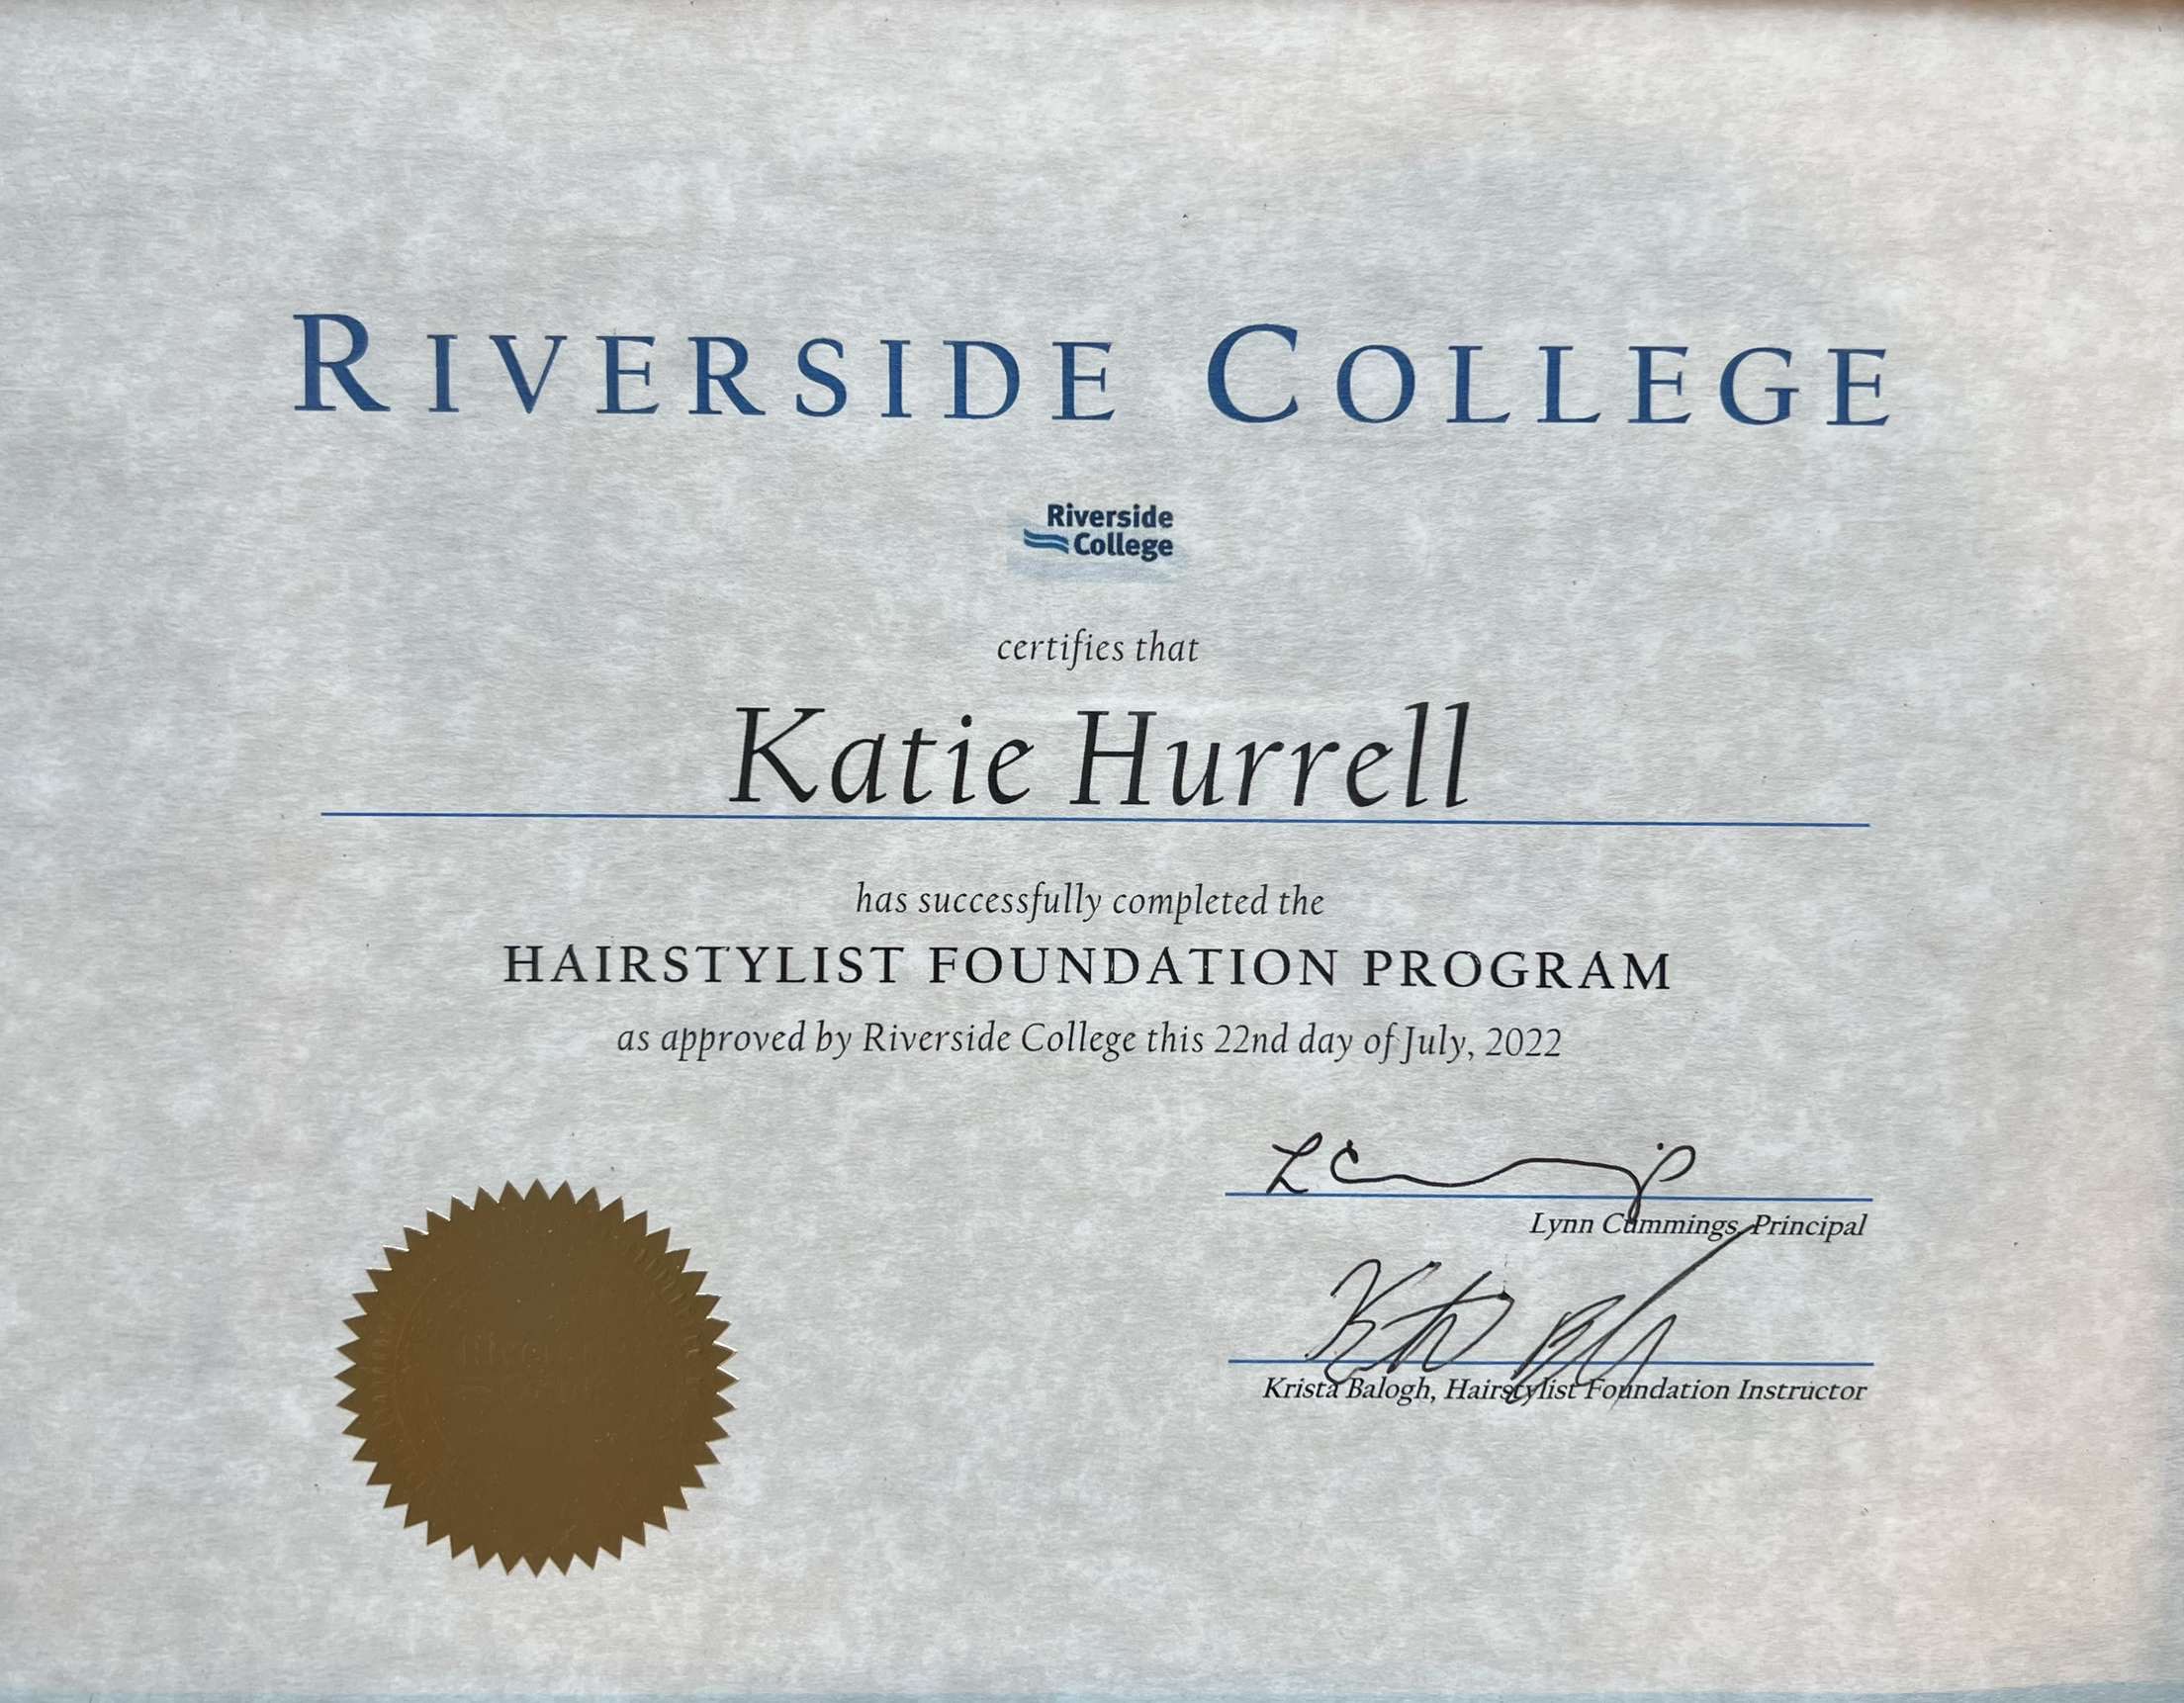 RIVERSIDE COLLEGE
Riverside
College
certifies that
Katie Hurrell
has successfully completed the
HAIRSTYLIST FOUNDATION PROGRAM
as approved by Riverside College this 22nd day of July, 2022
Lynn Cummings, Principal
Krista Balogh, Hairstylist Foundation Instructor